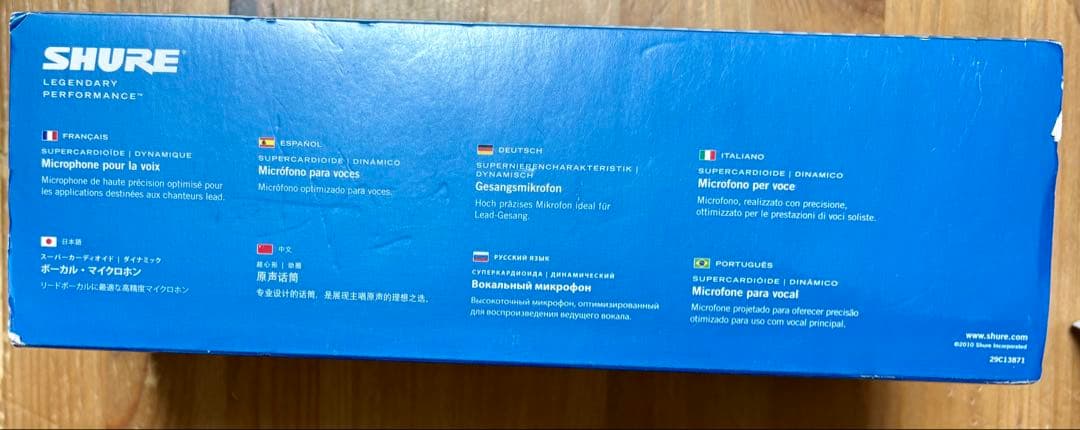 SHURE
LEGENDARY
PERFORMANCE™
FRANÇAIS
SUPERCARDIOÏDE | DYNAMIQUE
Microphone pour la voix
Microphone de haute précision optimisé pour
les applications destinées aux chanteurs lead.
ESPAÑOL
SUPERCARDIOIDE | DINÁMICO
Micrófono para voces
Micrófono optimizado para voces.
DEUTSCH
SUPERNIERENCHARAKTERISTIK |
DYNAMISCH
Gesangsmikrofon
Hoch präzises Mikrofon ideal für
Lead-Gesang.
ITALIANO
SUPERCARDIOIDE | DINAMICO
Microfono per voce
Microfono, realizzato con precisione,
ottimizzato per le prestazioni di voci soliste.
日本語
スーパーカーディオイド | ダイナミック
ボーカル・マイクロホン
リードボーカルに最適な高精度マイクロホン
中文
超心形 | 动圈
原声话筒
专业设计的话筒，是展现主唱原声的理想之选。
РУССКИЙ ЯЗЫК
СУПЕРКАРДИОИДА | ДИНАМИЧЕСКИЙ
Вокальный микрофон
Высокоточный микрофон, оптимизированный
для воспроизведения ведущего вокала.
PORTUGUÊS
SUPERCARDIÓIDE | DINÂMICO
Microfone para vocal
Microfone projetado para oferecer precisão
otimizado para uso com vocal principal.
www.shure.com
©2010 Shure Incorporated
29C13871